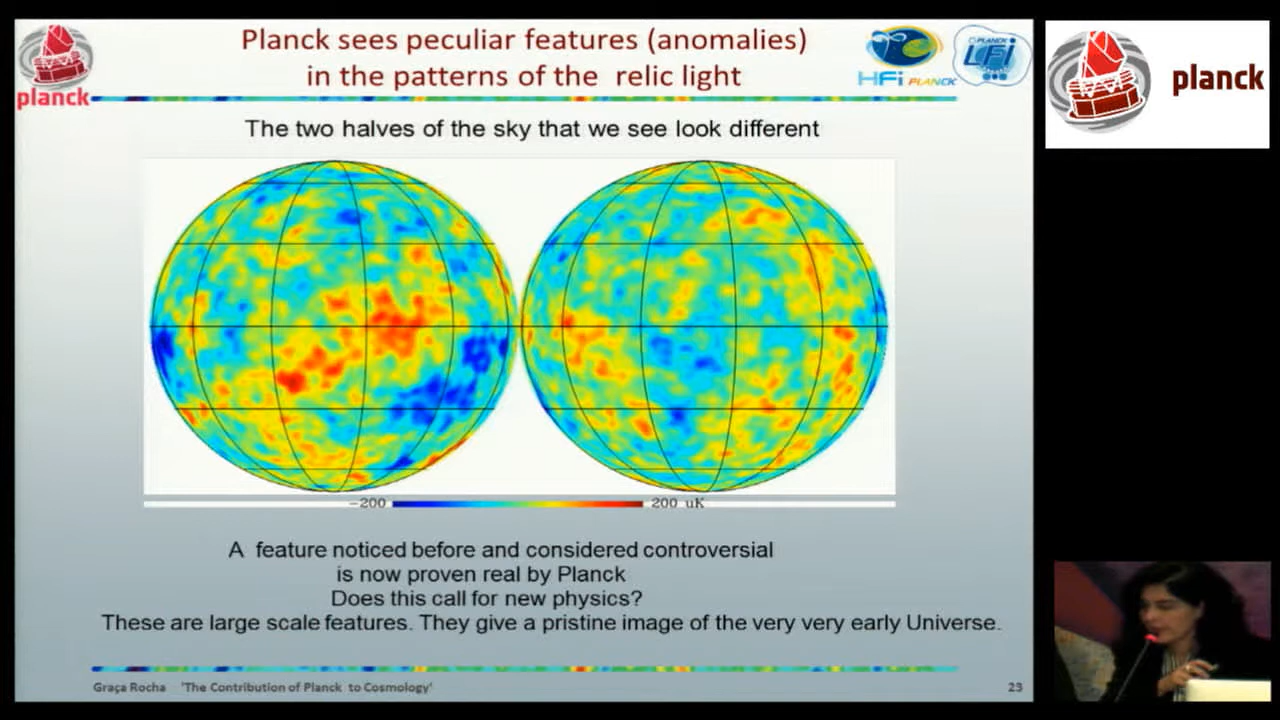 Planck sees peculiar features (anomalies)
in the patterns of the relic light
planck
HFi PLANCK
PLANCK
LFi
planck
The two halves of the sky that we see look different
−200
200 uK
A feature noticed before and considered controversial
is now proven real by Planck
Does this call for new physics?
These are large scale features. They give a pristine image of the very very early Universe.
Graça Rocha 'The Contribution of Planck to Cosmology'
23